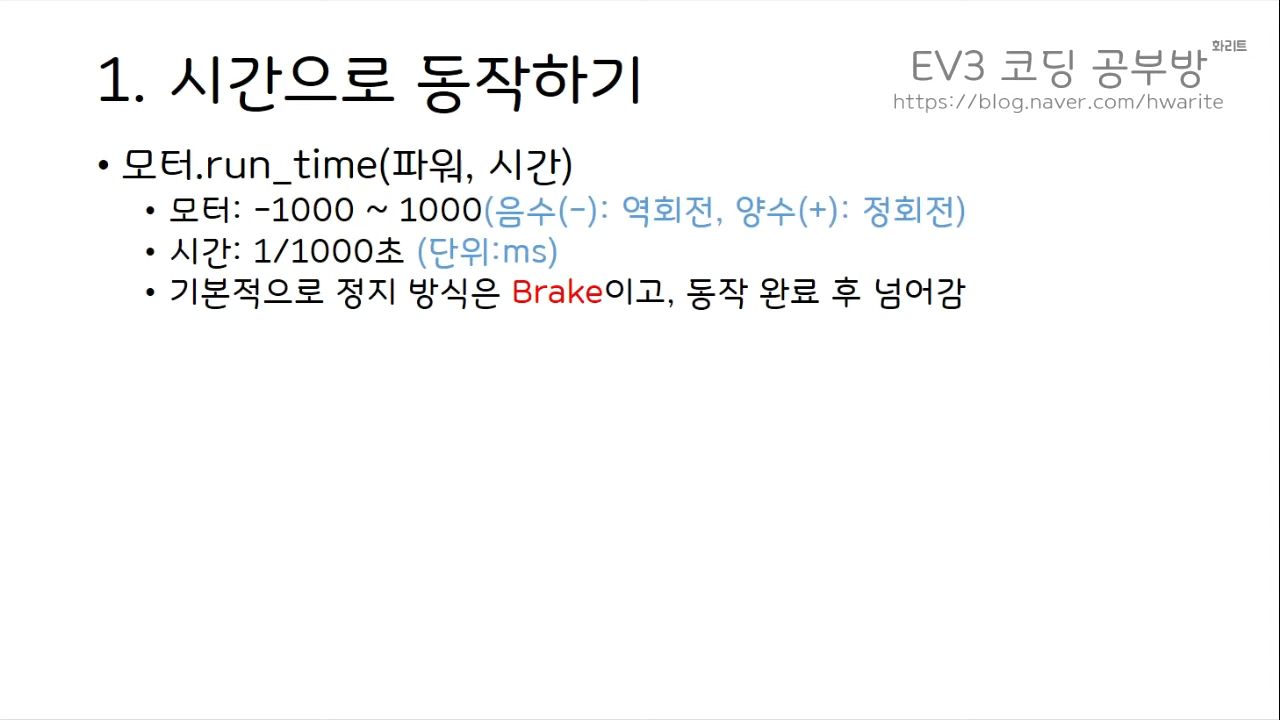 1. 시간으로 동작하기
화리트
EV3 코딩 공부방
https://blog.naver.com/hwarite
• 모터.run_time(파워, 시간)
• 모터: -1000 ~ 1000(음수(-): 역회전, 양수(+): 정회전)
• 시간: 1/1000초 (단위:ms)
• 기본적으로 정지 방식은 Brake이고, 동작 완료 후 넘어감